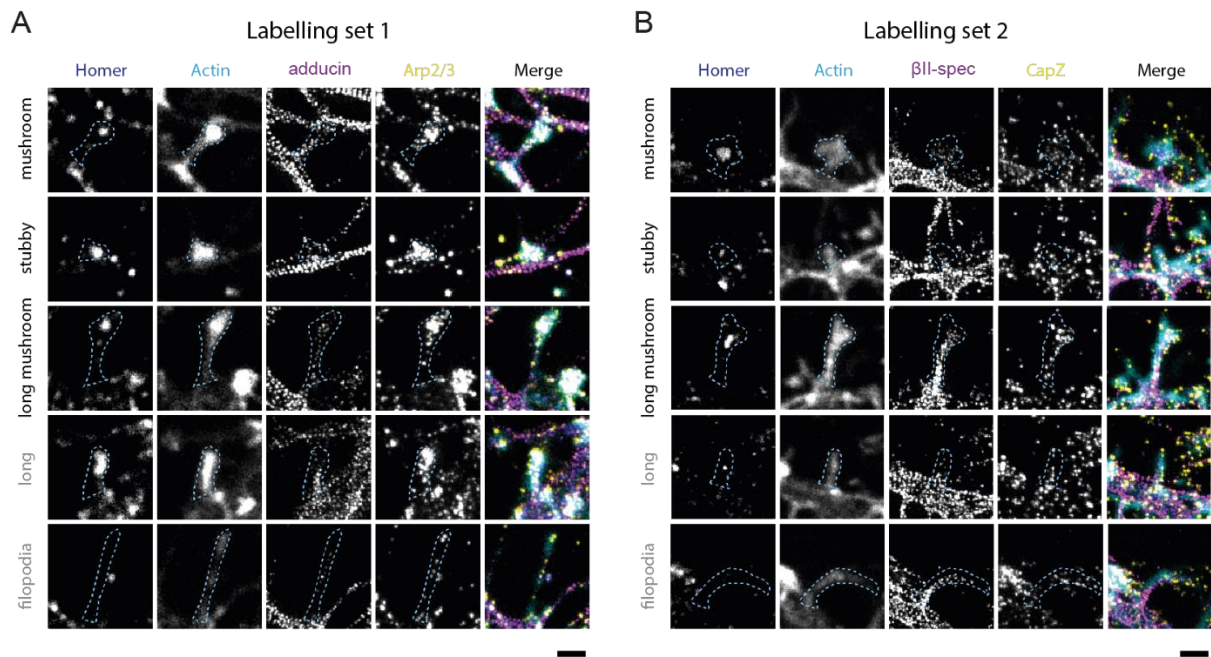 A
Labelling set 1
Homer Actin adducin Arp2/3 Merge
mushroom
stubby
long mushroom
long
filopodia
B
Labelling set 2
Homer Actin βII-spec CapZ Merge
mushroom
stubby
long mushroom
long
filopodia